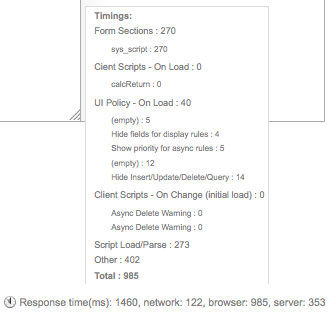 Timings:
Form Sections : 270
sys_script : 270
Cient Scripts - On Load : 0
calcReturn : 0
UI Policy - On Load : 40
(empty) : 5
Hide fields for display rules : 4
Show priority for async rules : 5
(empty) : 12
Hide Insert/Update/Delete/Query : 14
Client Scripts - On Change (initial load) : 0
Async Delete Warning : 0
Async Delete Warning : 0
Script Load/Parse : 273
Other : 402
Total : 985
Response time(ms): 1460, network: 122, browser: 985, server: 353